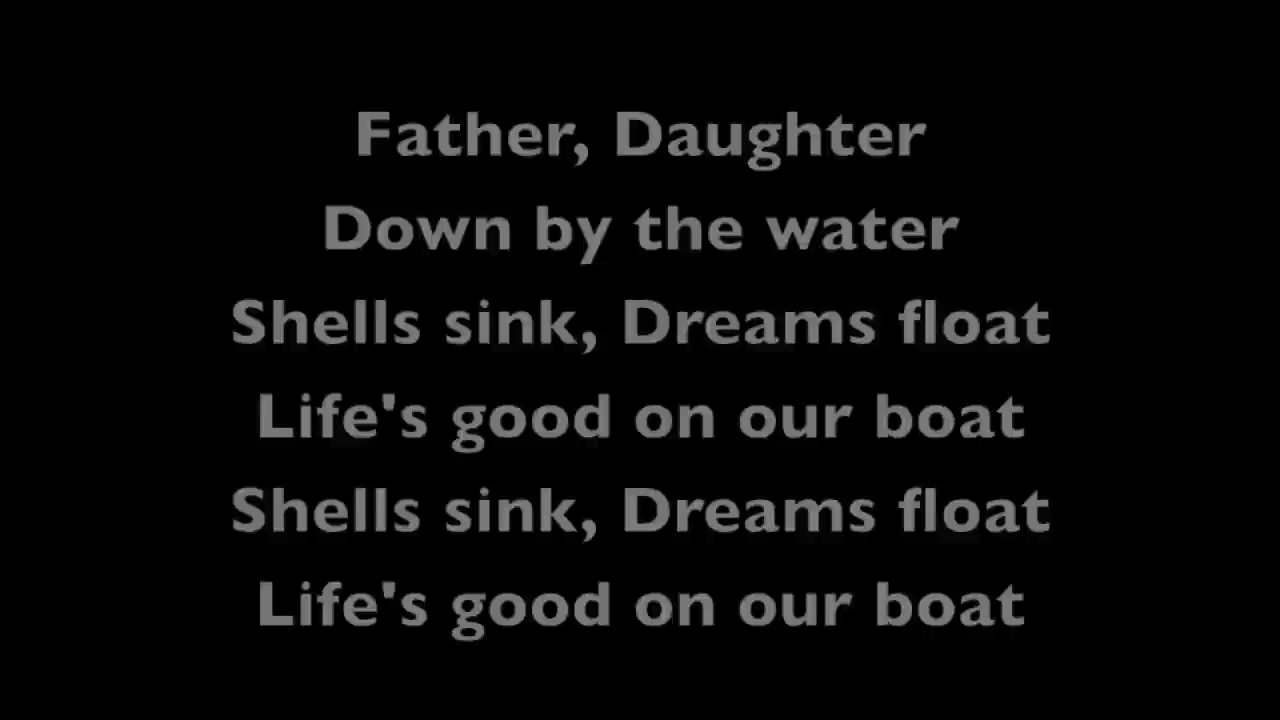 Father, Daughter
Down by the water
Shells sink, Dreams float
Life's good on our boat
Shells sink, Dreams float
Life's good on our boat